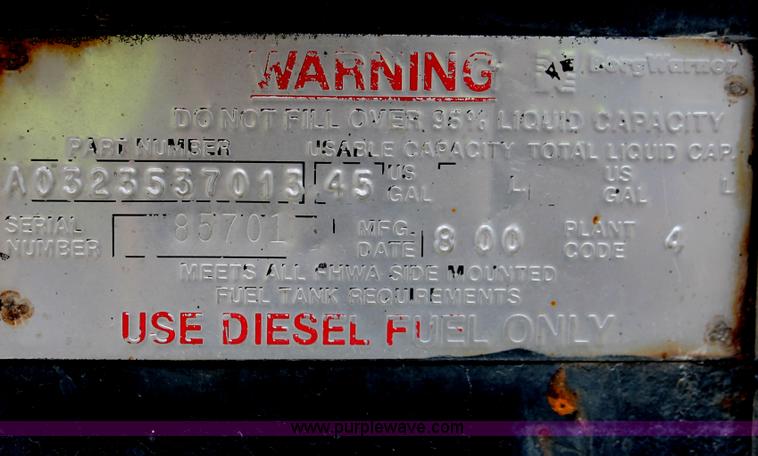 WARNING
BorgWarner
DO NOT FILL OVER 95% LIQUID CAPACITY
PART NUMBER USABLE CAPACITY TOTAL LIQUID CAP.
A0323537013 45 US GAL L US GAL L
SERIAL NUMBER 85701 MFG. DATE 8 00 PLANT CODE 4
MEETS ALL FHWA SIDE MOUNTED
FUEL TANK REQUIREMENTS
USE DIESEL FUEL ONLY
www.purplewave.com